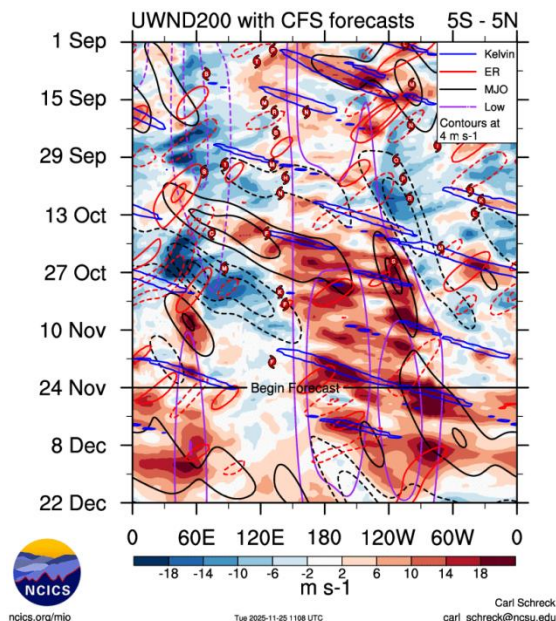 UWND200 with CFS forecasts 5S - 5N
1 Sep
15 Sep
29 Sep
13 Oct
27 Oct
10 Nov
24 Nov
8 Dec
22 Dec
Kelvin
ER
MJO
Low
Contours at
4 m s-1
Begin Forecast
0 60E 120E 180 120W 60W 0
-18 -14 -10 -6 -2 2 6 10 14 18
m s-1
NCICS
ncics.org/mjo
Tue 2025-11-25 1108 UTC
Carl Schreck
carl_schreck@ncsu.edu